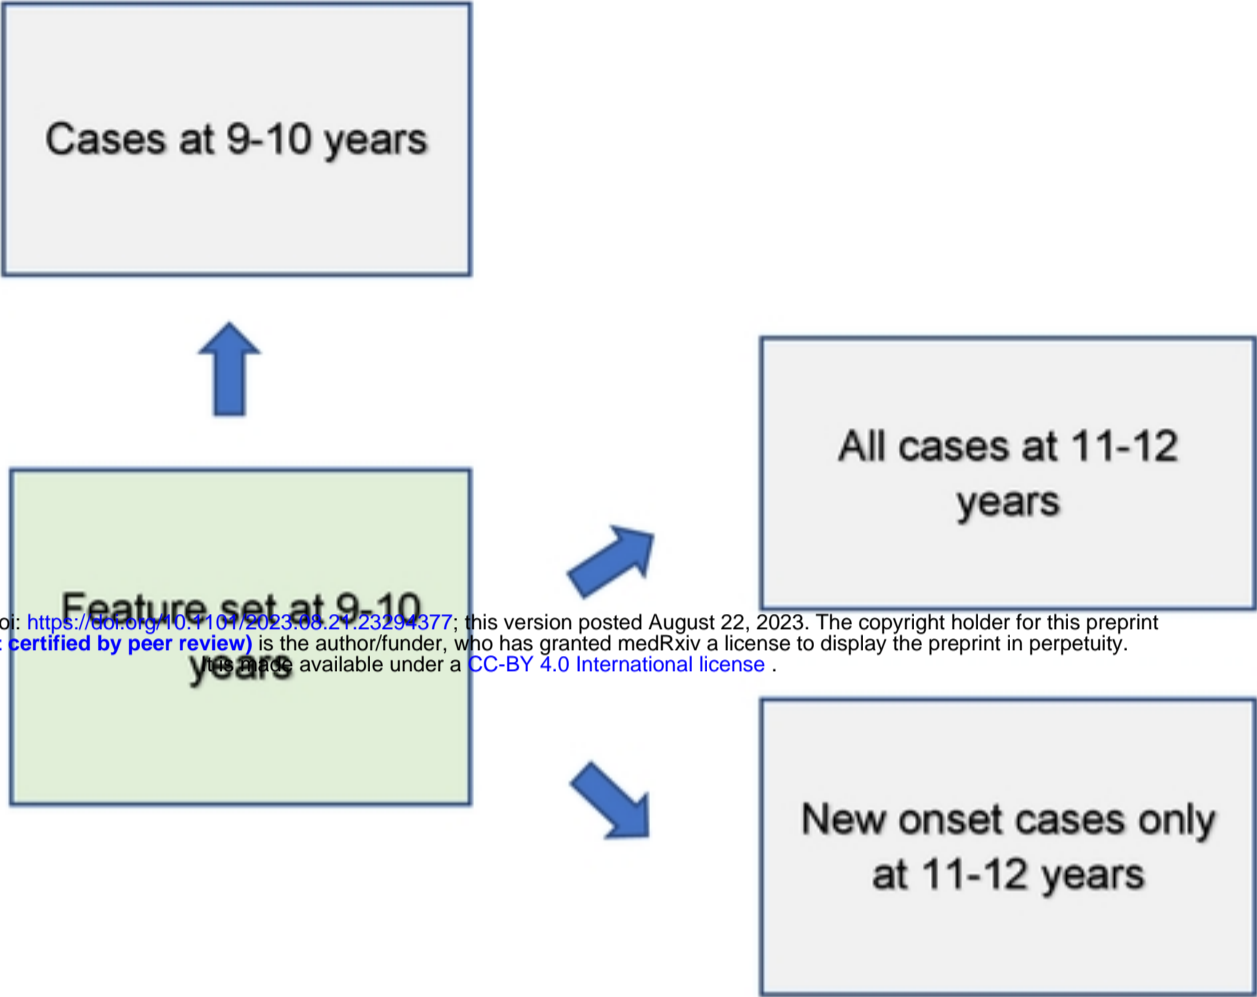 Cases at 9-10 years
All cases at 11-12
years
Feature set at 9-10
years
oi: https://doi.org/10.1101/2023.08.21.23294377; this version posted August 22, 2023. The copyright holder for this preprint
certified by peer review) is the author/funder, who has granted medRxiv a license to display the preprint in perpetuity.
It is made available under a CC-BY 4.0 International license .
New onset cases only
at 11-12 years